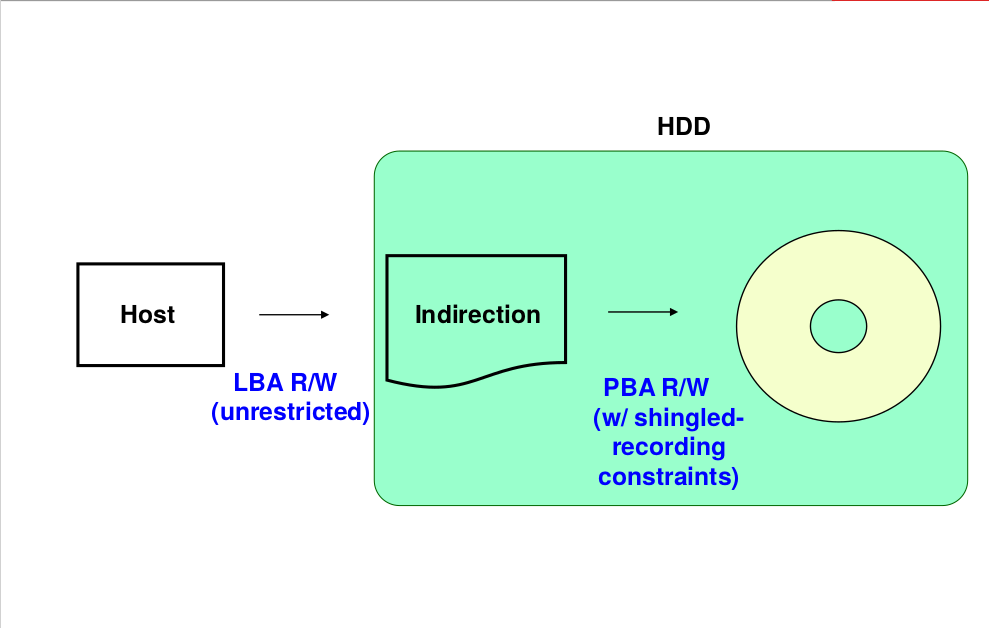 HDD
Host
Indirection
LBA R/W
(unrestricted)
PBA R/W
(w/ shingled-
recording
constraints)